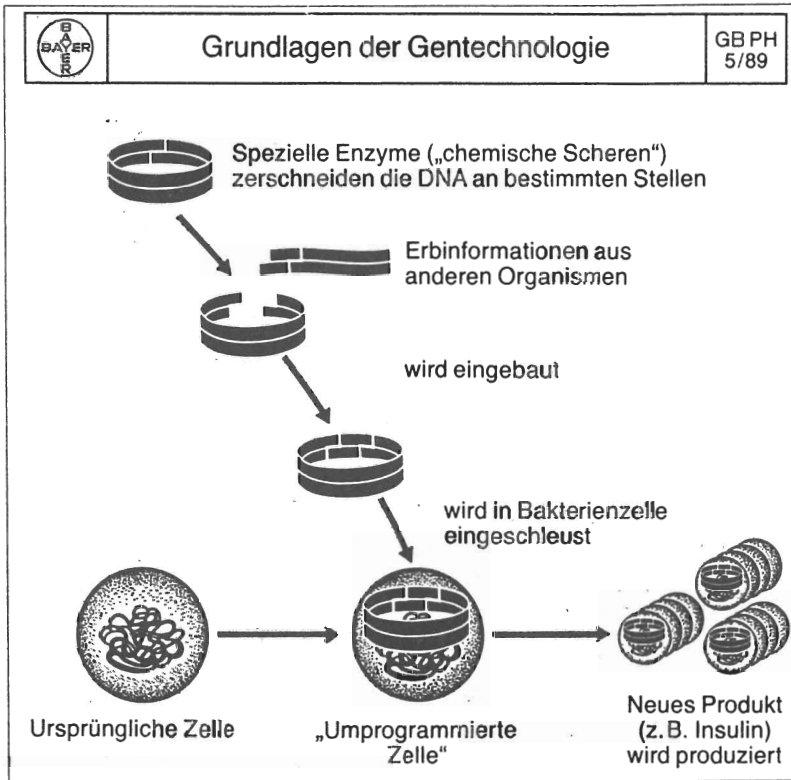 BAYER
BAYER
Grundlagen der Gentechnologie
GB PH
5/89
Spezielle Enzyme („chemische Scheren“)
zerschneiden die DNA an bestimmten Stellen
Erbinformationen aus
anderen Organismen
wird eingebaut
wird in Bakterienzelle
eingeschleust
Ursprüngliche Zelle
„Umprogrammierte
Zelle“
Neues Produkt
(z.B. Insulin)
wird produziert